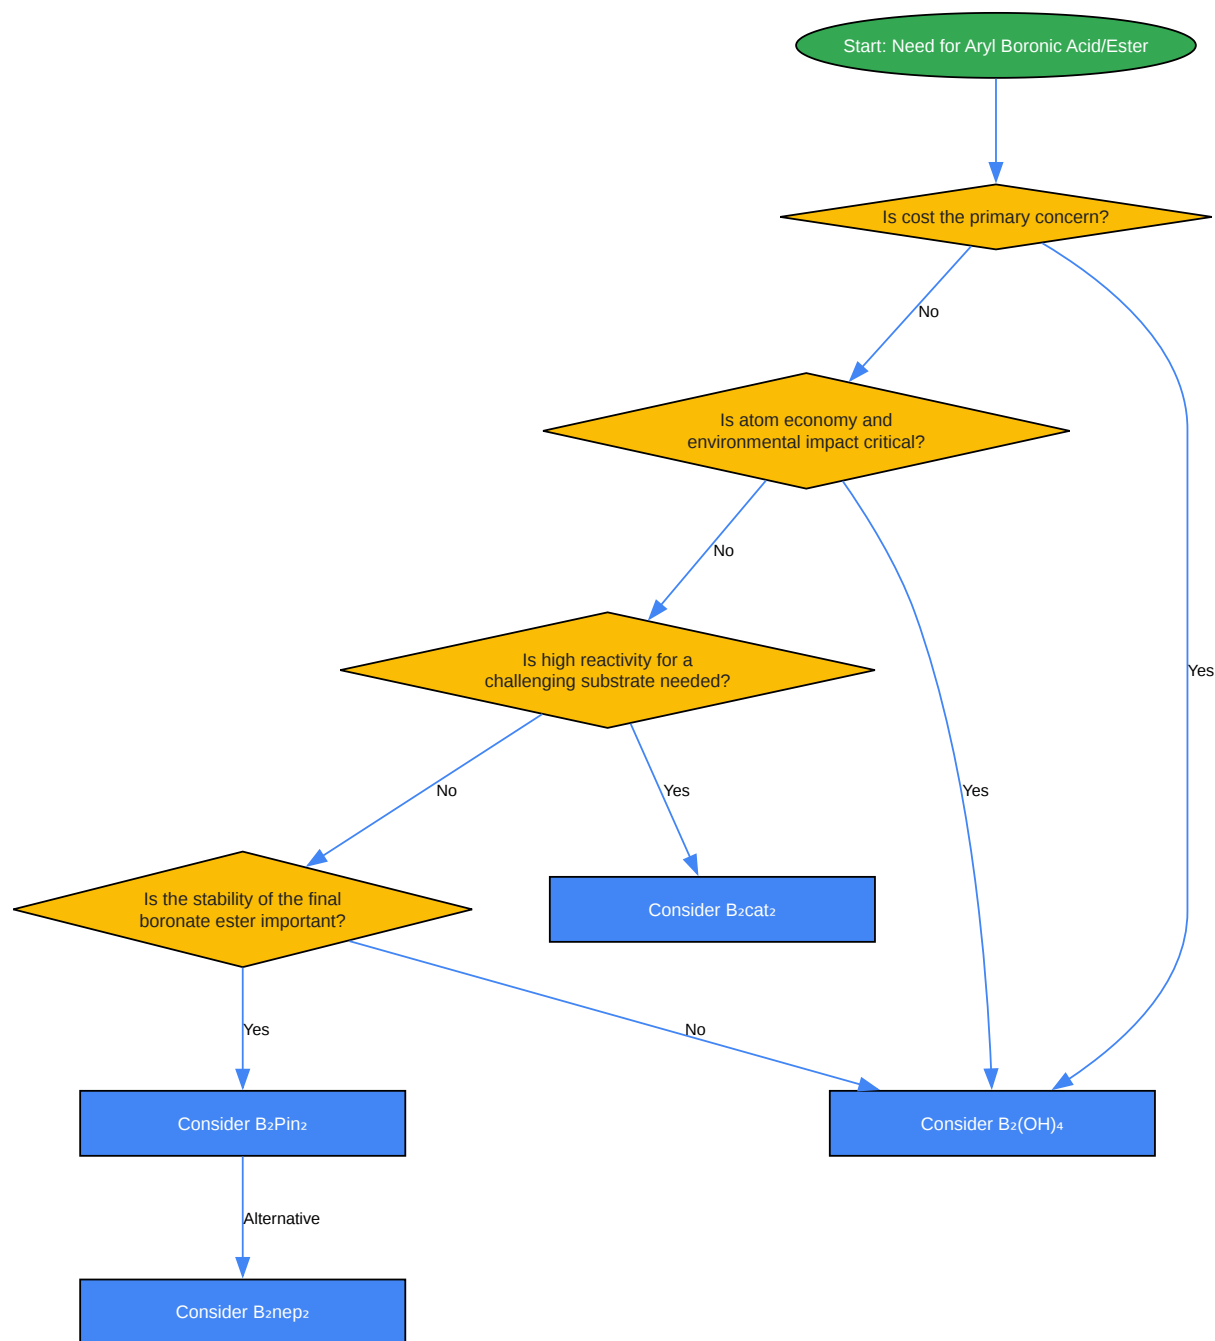 Start: Need for Aryl Boronic Acid/Ester
Is cost the primary concern?
No
Is atom economy and
environmental impact critical?
No
Is high reactivity for a
challenging substrate needed?
Yes
No
Yes
Yes
Is the stability of the final
boronate ester important?
Consider B₂cat₂
Yes
No
Consider B₂Pin₂
Consider B₂(OH)₄
Alternative
Consider B₂nep₂